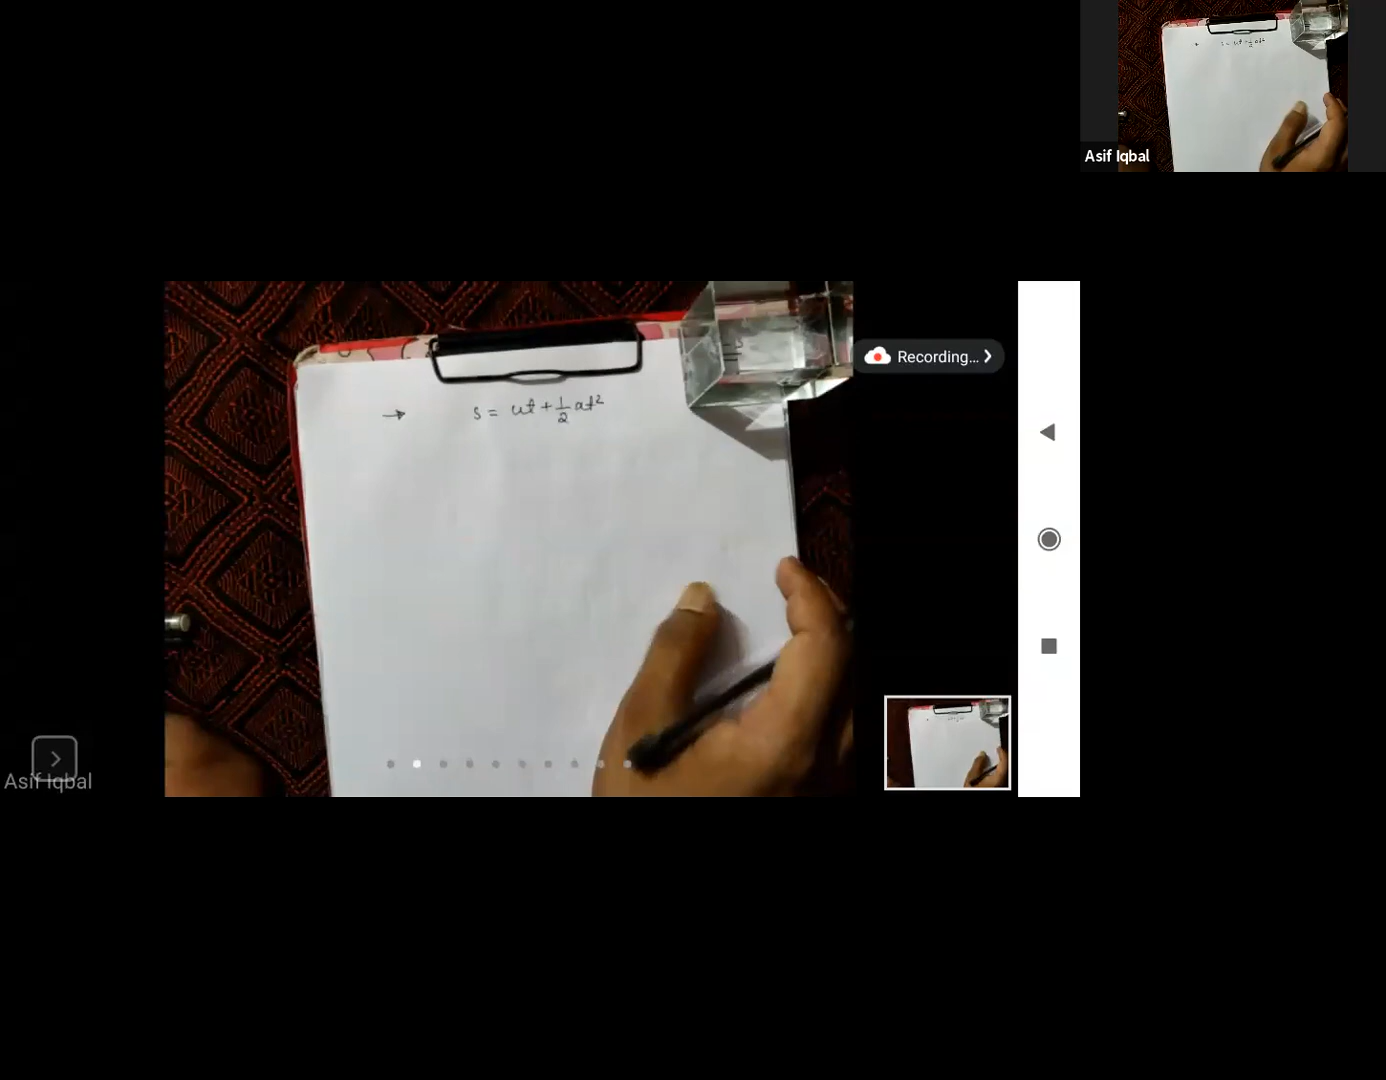 Asif Iqbal
Recording...
→ s = ut + 1/2 at²
Asif Iqbal